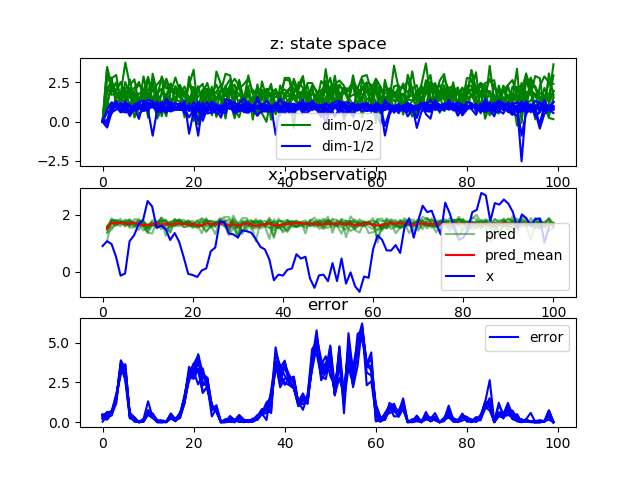 z: state space
2.5
0.0
−2.5
dim-0/2
dim-1/2
0 20 40 60 80 100
x: observation
2
0
pred
pred_mean
x
0 20 40 60 80 100
error
5.0
2.5
0.0
error
0 20 40 60 80 100